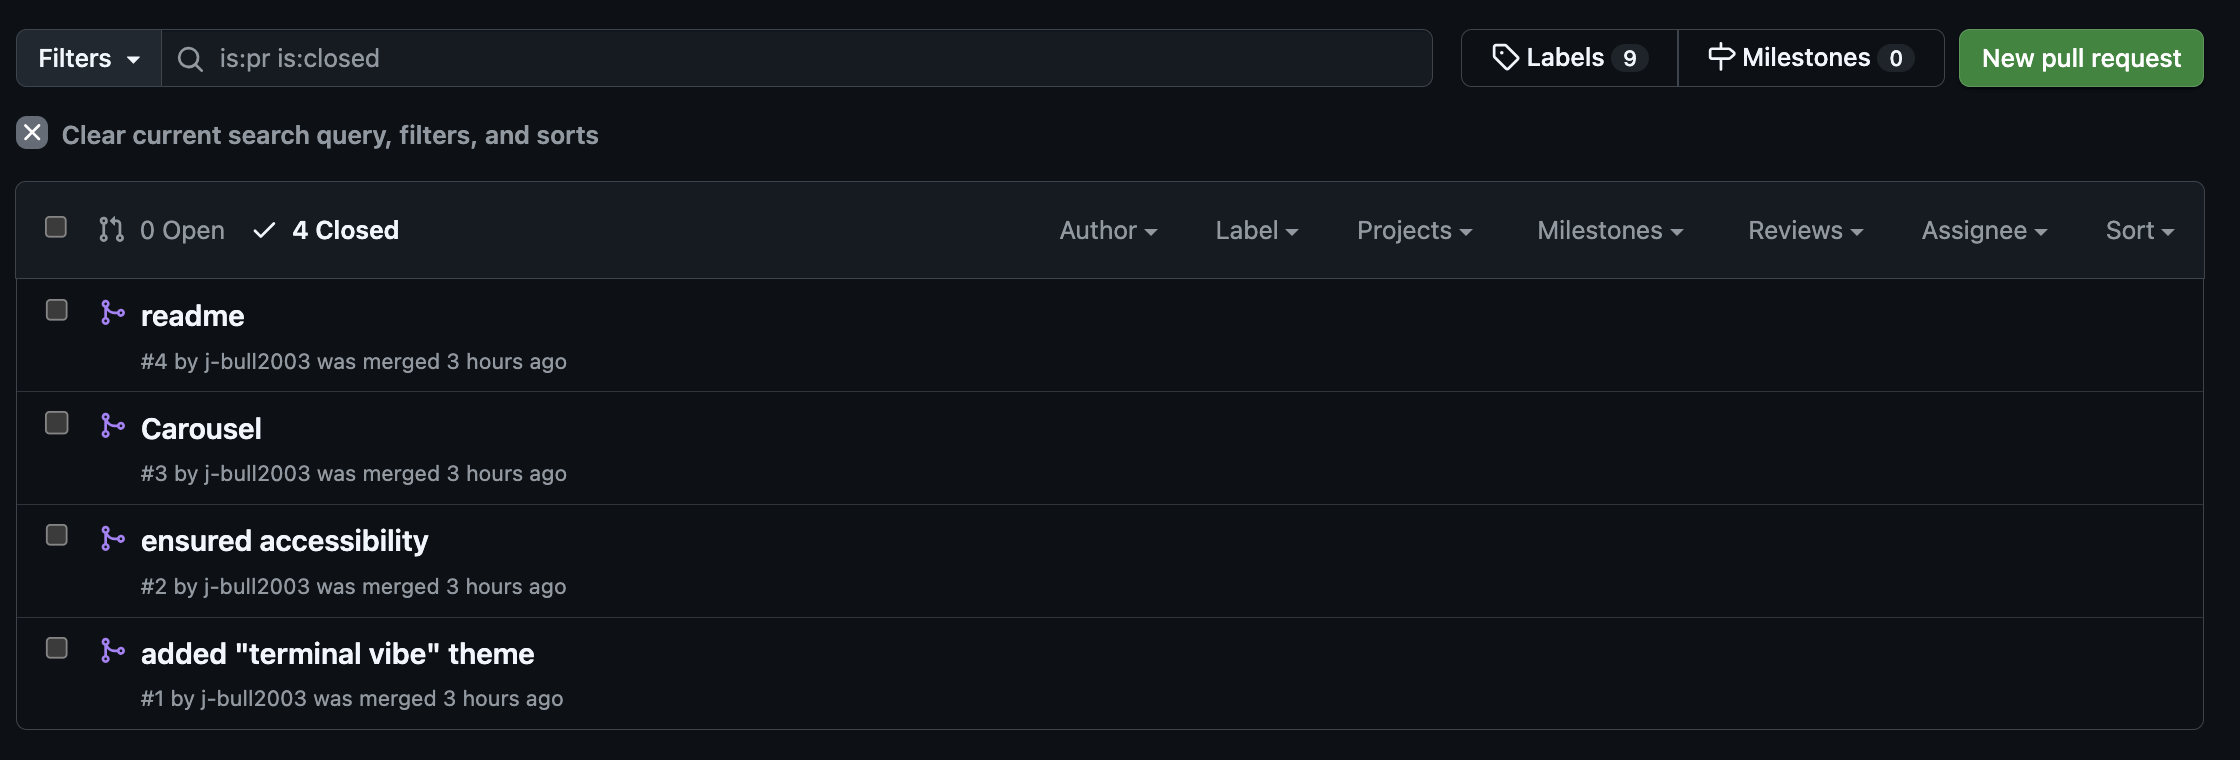 Filters is:pr is:closed Labels 9 Milestones 0 New pull request
Clear current search query, filters, and sorts
0 Open 4 Closed Author Label Projects Milestones Reviews Assignee Sort
readme
#4 by j-bull2003 was merged 3 hours ago
Carousel
#3 by j-bull2003 was merged 3 hours ago
ensured accessibility
#2 by j-bull2003 was merged 3 hours ago
added "terminal vibe" theme
#1 by j-bull2003 was merged 3 hours ago